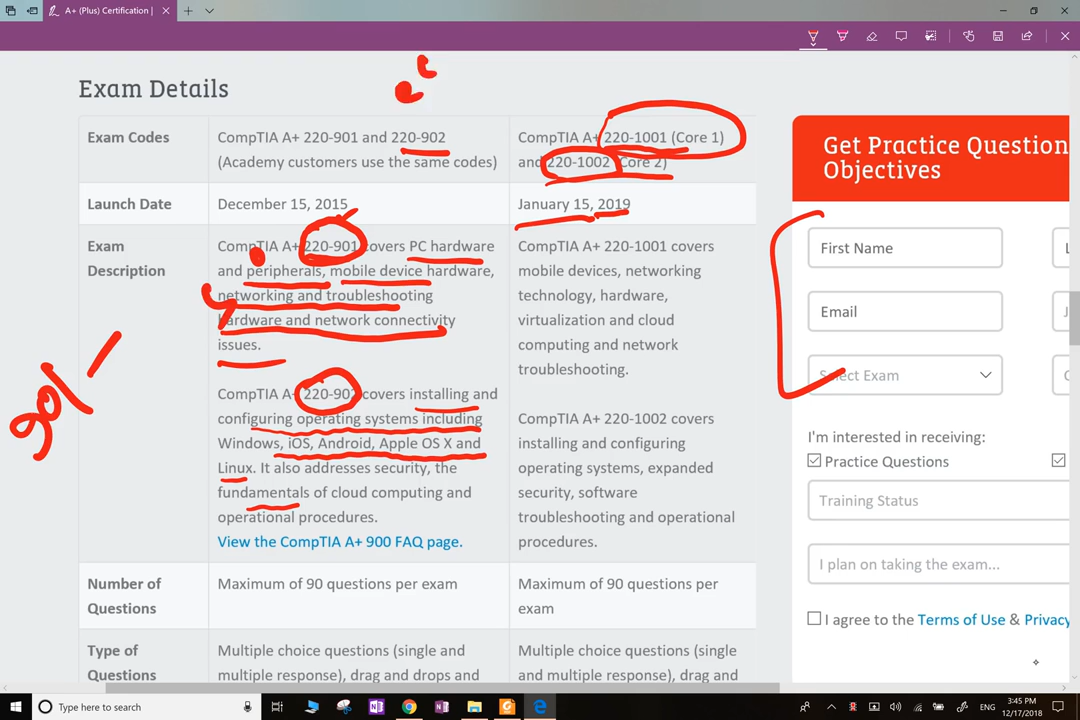 A+ (Plus) Certification |
Exam Details
Exam Codes
CompTIA A+ 220-901 and 220-902
(Academy customers use the same codes)
CompTIA A+ 220-1001 (Core 1)
and 220-1002 (Core 2)
Launch Date
December 15, 2015
January 15, 2019
Exam
Description
CompTIA A+ 220-901 covers PC hardware
and peripherals, mobile device hardware,
networking and troubleshooting
hardware and network connectivity
issues.
CompTIA A+ 220-902 covers installing and
configuring operating systems including
Windows, iOS, Android, Apple OS X and
Linux. It also addresses security, the
fundamentals of cloud computing and
operational procedures.
View the CompTIA A+ 900 FAQ page.
CompTIA A+ 220-1001 covers
mobile devices, networking
technology, hardware,
virtualization and cloud
computing and network
troubleshooting.
CompTIA A+ 220-1002 covers
installing and configuring
operating systems, expanded
security, software
troubleshooting and operational
procedures.
Number of
Questions
Maximum of 90 questions per exam
Maximum of 90 questions per
exam
Type of
Questions
Multiple choice questions (single and
multiple response), drag and drops and
Multiple choice questions (single
and multiple response), drag and
90/.
Get Practice Question
Objectives
First Name
L
Email
J
Select Exam
C
I'm interested in receiving:
Practice Questions
Training Status
I plan on taking the exam...
I agree to the Terms of Use & Privacy
Type here to search
ENG
3:45 PM
12/17/2018